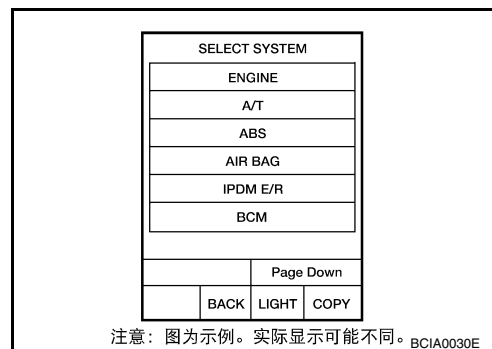 SELECT SYSTEM
ENGINE
A/T
ABS
AIR BAG
IPDM E/R
BCM
Page Down
BACK LIGHT COPY
注意：图为示例。实际显示可能不同。 BCIA0030E